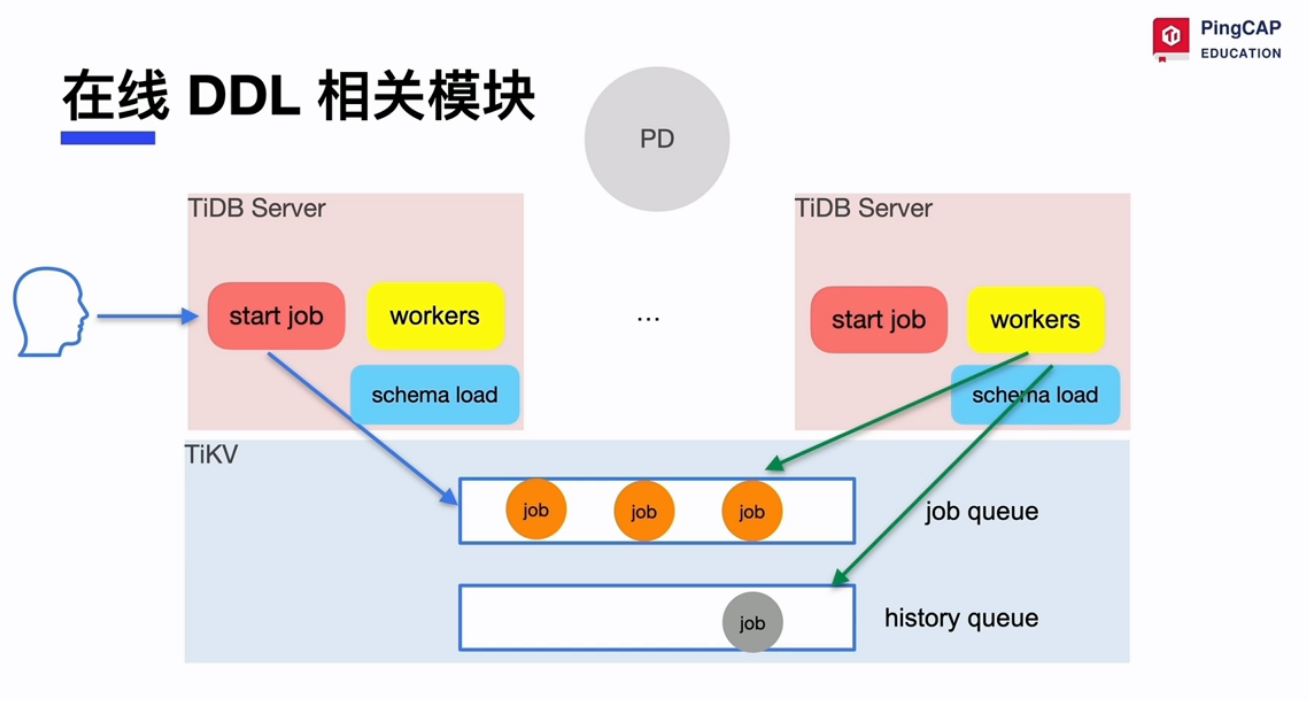 PingCAP
EDUCATION
在线 DDL 相关模块
PD
TiDB Server
TiDB Server
start job
workers
schema load
...
start job
workers
schema load
TiKV
job
job
job
job queue
job
history queue